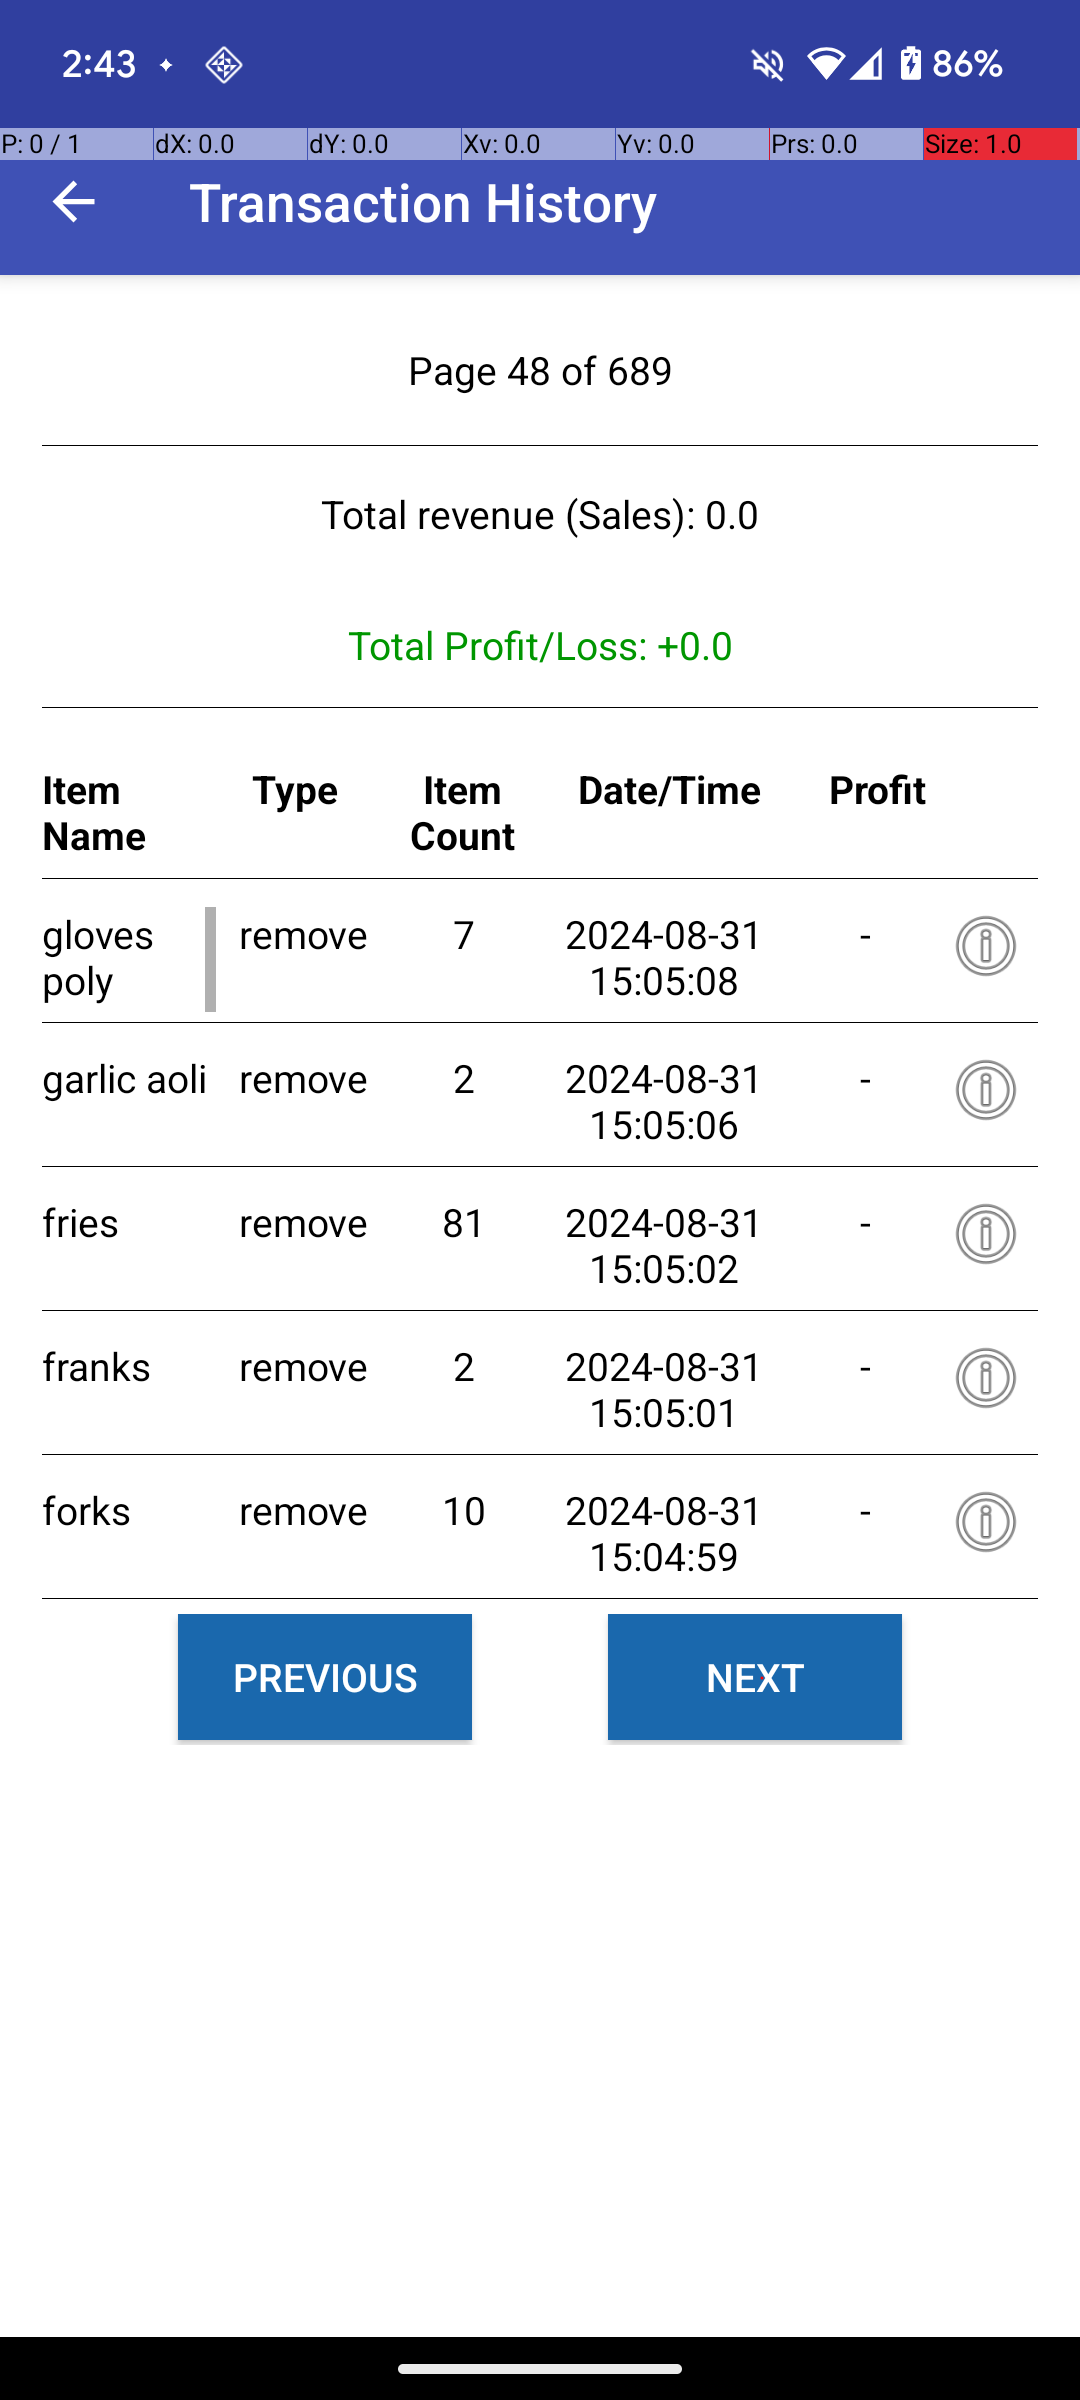 2:43
86%
P: 0 / 1 dX: 0.0 dY: 0.0 Xv: 0.0 Yv: 0.0 Prs: 0.0 Size: 1.0
Transaction History
Page 48 of 689
Total revenue (Sales): 0.0
Total Profit/Loss: +0.0
Item Name Type Item Count Date/Time Profit
gloves poly remove 7 2024-08-31 15:05:08 -
garlic aoli remove 2 2024-08-31 15:05:06 -
fries remove 81 2024-08-31 15:05:02 -
franks remove 2 2024-08-31 15:05:01 -
forks remove 10 2024-08-31 15:04:59 -
PREVIOUS NEXT